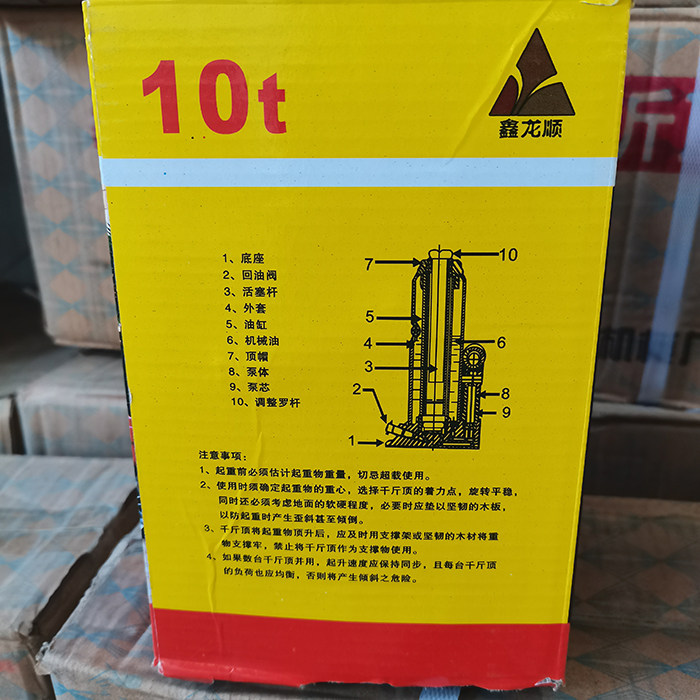 10t
鑫龙顺
1、底座
2、回油阀
3、活塞杆
4、外套
5、油缸
6、机械油
7、顶帽
8、泵体
9、泵芯
10、调整罗杆
7
10
5
4
6
3
2
8
9
1
注意事项：
1、起重前必须估计起重物重量，切忌超载使用。
2、使用时须确定起重物的重心，选择千斤顶的着力点，旋转平稳，
同时还必须考虑地面的软硬程度，必要时应垫以坚韧的木板，
以防起重时产生歪斜甚至倾倒。
3、千斤顶将起重物顶升后，应及时用支撑架或坚韧的木材将重
物支撑牢，禁止将千斤顶作为支撑物使用。
4、如果数台千斤顶并用，起升速度应保持同步，且每台千斤顶
的负荷也应均衡，否则将产生倾斜之危险。
斤